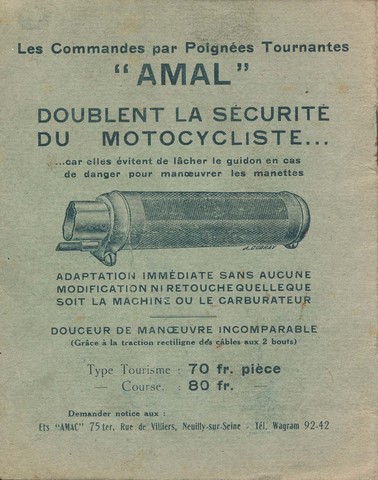 Les Commandes par Poignées Tournantes
"AMAL"
DOUBLENT LA SÉCURITÉ
DU MOTOCYCLISTE...
...car elles évitent de lâcher le guidon en cas
de danger pour manœuvrer les manettes
ADAPTATION IMMÉDIATE SANS AUCUNE
MODIFICATION NI RETOUCHE QUELLE QUE
SOIT LA MACHINE OU LE CARBURATEUR
DOUCEUR DE MANŒUVRE INCOMPARABLE
(Grâce à la traction rectiligne des câbles aux 2 bouts)
Type Tourisme : 70 fr. pièce
— Course. : 80 fr. —
Demander notice aux :
Ets "AMAC" 75 ter, Rue de Villiers, Neuilly-sur-Seine - Tél. Wagram 92-42